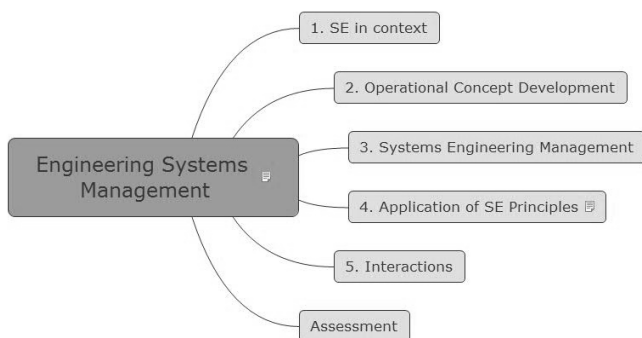 1. SE in context
2. Operational Concept Development
Engineering Systems
Management
3. Systems Engineering Management
4. Application of SE Principles
5. Interactions
Assessment